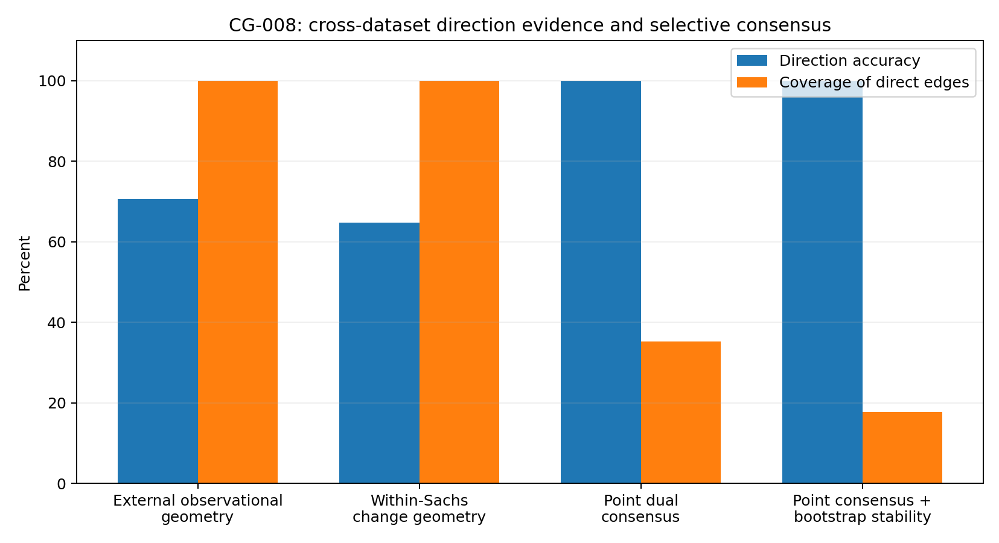 CG-008: cross-dataset direction evidence and selective consensus
Direction accuracy
Coverage of direct edges
Percent
100
80
60
40
20
0
External observational
geometry
Within-Sachs
change geometry
Point dual
consensus
Point consensus +
bootstrap stability